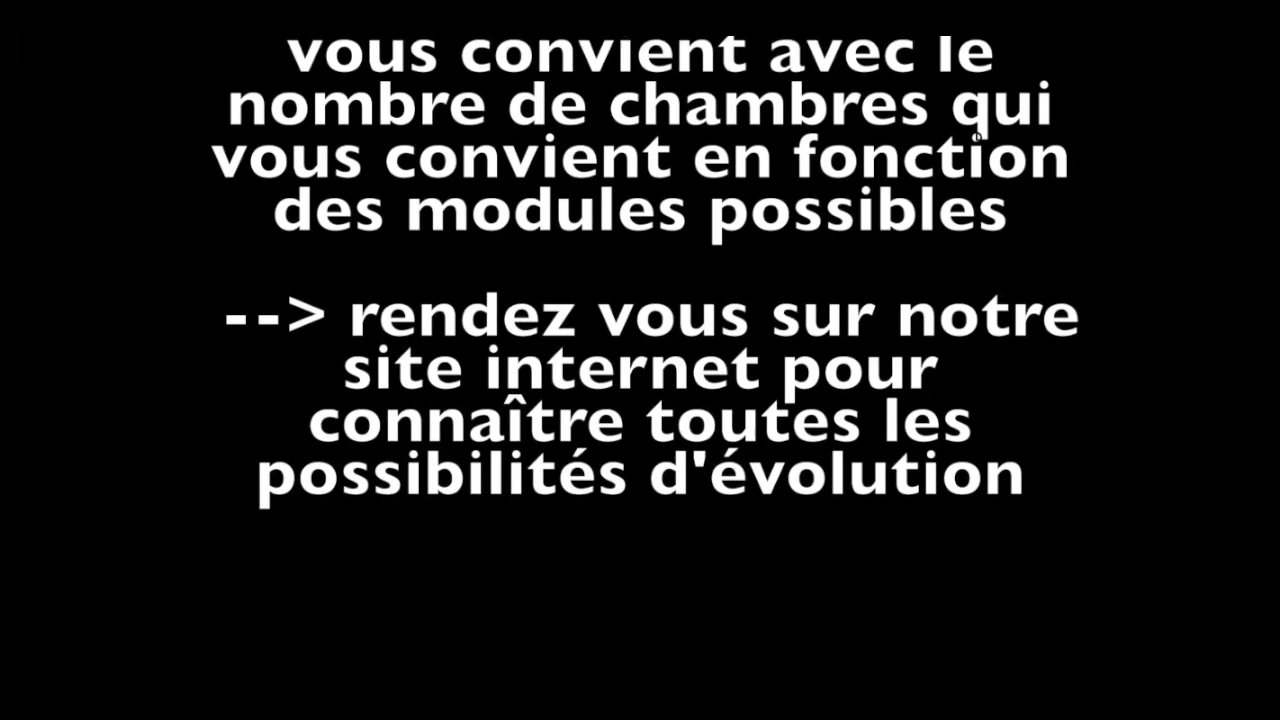 vous convient avec le
nombre de chambres qui
vous convient en fonction
des modules possibles
--> rendez vous sur notre
site internet pour
connaître toutes les
possibilités d'évolution